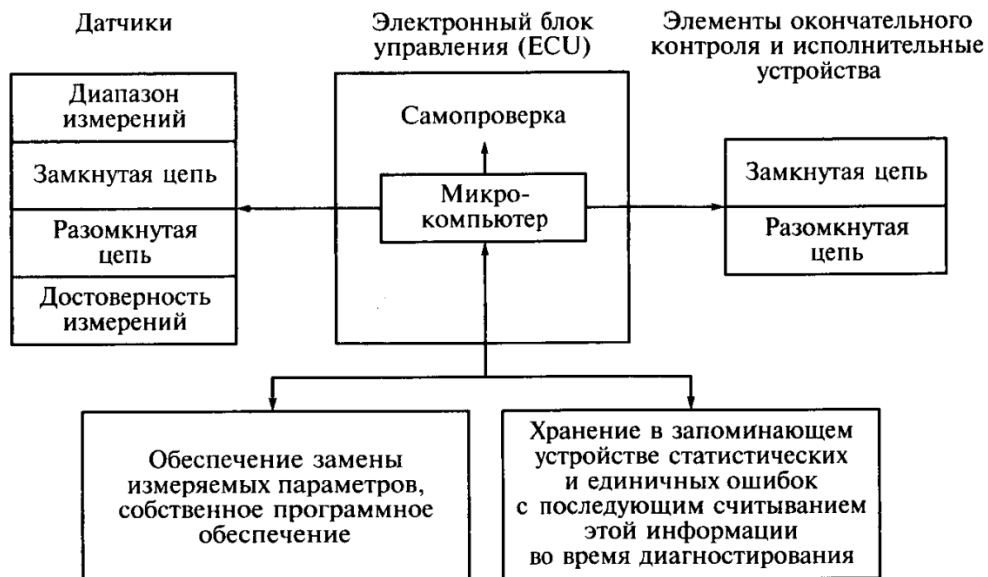 Датчики
Электронный блок
управления (ECU)
Элементы окончательного
контроля и исполнительные
устройства
Диапазон
измерений
Замкнутая цепь
Разомкнутая
цепь
Достоверность
измерений
Самопроверка
Микро-
компьютер
Замкнутая цепь
Разомкнутая
цепь
Обеспечение замены
измеряемых параметров,
собственное программное
обеспечение
Хранение в запоминающем
устройстве статистических
и единичных ошибок
с последующим считыванием
этой информации
во время диагностирования